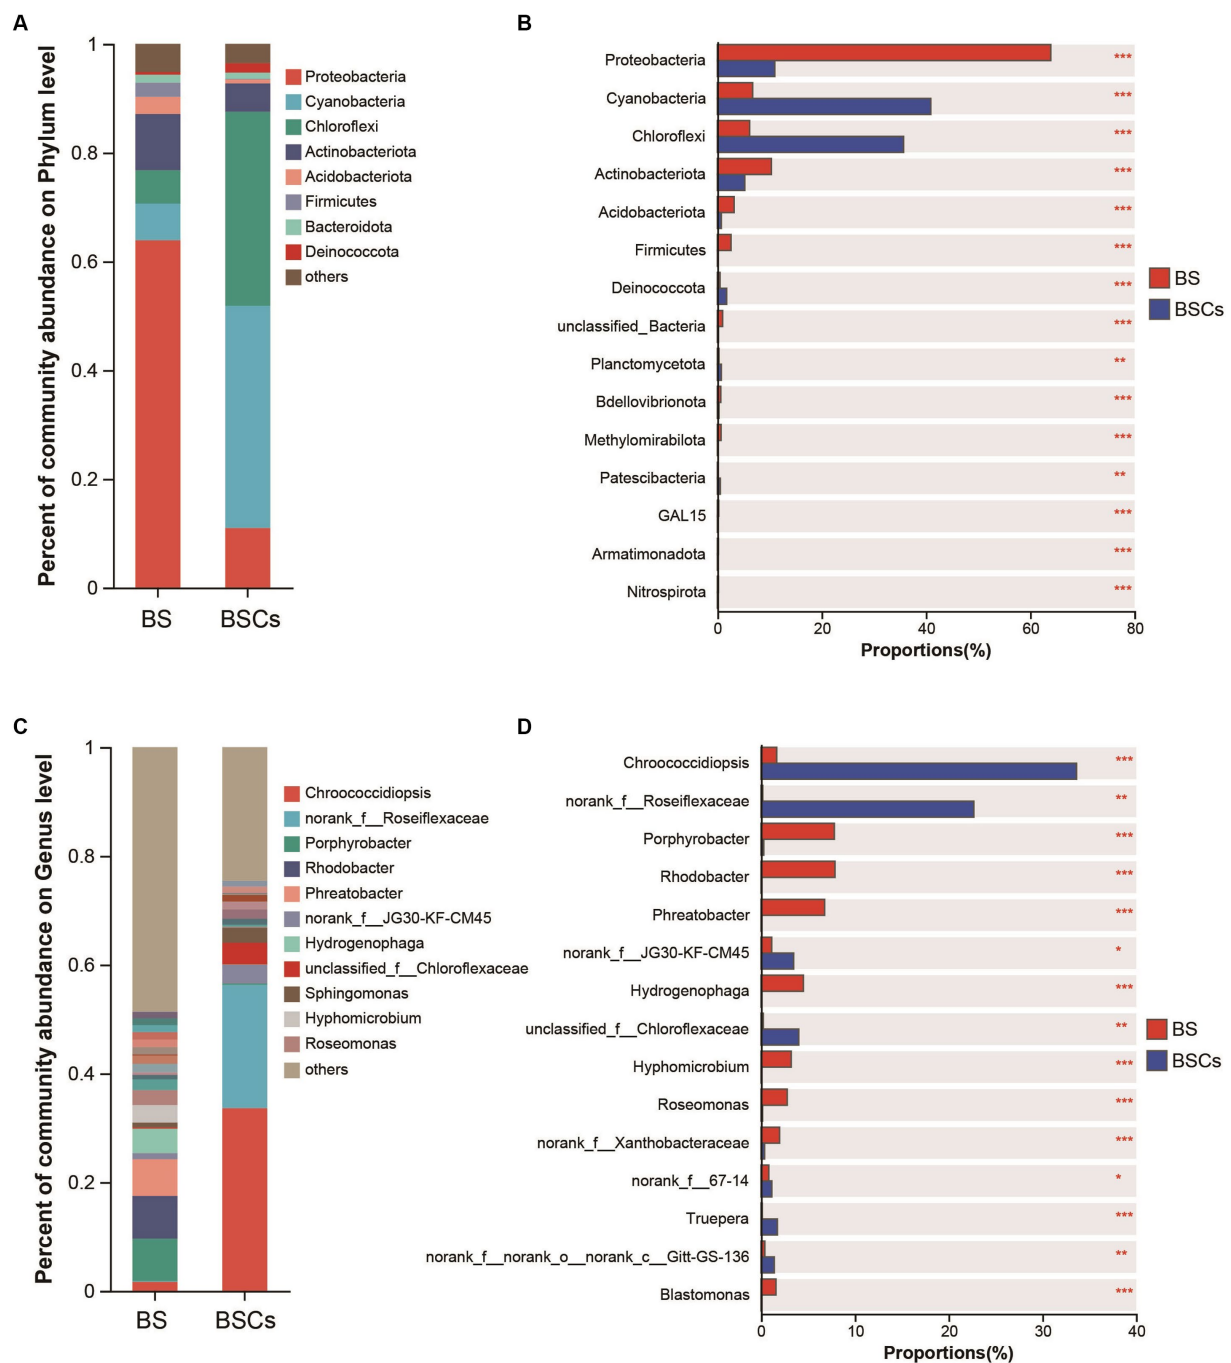 A
Percent of community abundance on Phylum level
1
0.8
0.6
0.4
0.2
0
BS
BSCs
Proteobacteria
Cyanobacteria
Chloroflexi
Actinobacteriota
Acidobacteriota
Firmicutes
Bacteroidota
Deinococcota
others
B
Proteobacteria ***
Cyanobacteria ***
Chloroflexi ***
Actinobacteriota ***
Acidobacteriota ***
Firmicutes ***
Deinococcota ***
unclassified_Bacteria ***
Planctomycetota **
Bdellovibrionota ***
Methylomirabilota ***
Patescibacteria **
GAL15 ***
Armatimonadota ***
Nitrospirota ***
0 20 40 60 80
Proportions(%)
BS
BSCs
C
Percent of community abundance on Genus level
1
0.8
0.6
0.4
0.2
0
BS
BSCs
Chroococcidiopsis
norank_f__Roseiflexaceae
Porphyrobacter
Rhodobacter
Phreatobacter
norank_f__JG30-KF-CM45
Hydrogenophaga
unclassified_f__Chloroflexaceae
Sphingomonas
Hyphomicrobium
Roseomonas
others
D
Chroococcidiopsis ***
norank_f__Roseiflexaceae **
Porphyrobacter ***
Rhodobacter ***
Phreatobacter ***
norank_f__JG30-KF-CM45 *
Hydrogenophaga ***
unclassified_f__Chloroflexaceae **
Hyphomicrobium ***
Roseomonas ***
norank_f__Xanthobacteraceae ***
norank_f__67-14 *
Truepera ***
norank_f__norank_o__norank_c__Gitt-GS-136 **
Blastomonas ***
0 10 20 30 40
Proportions(%)
BS
BSCs